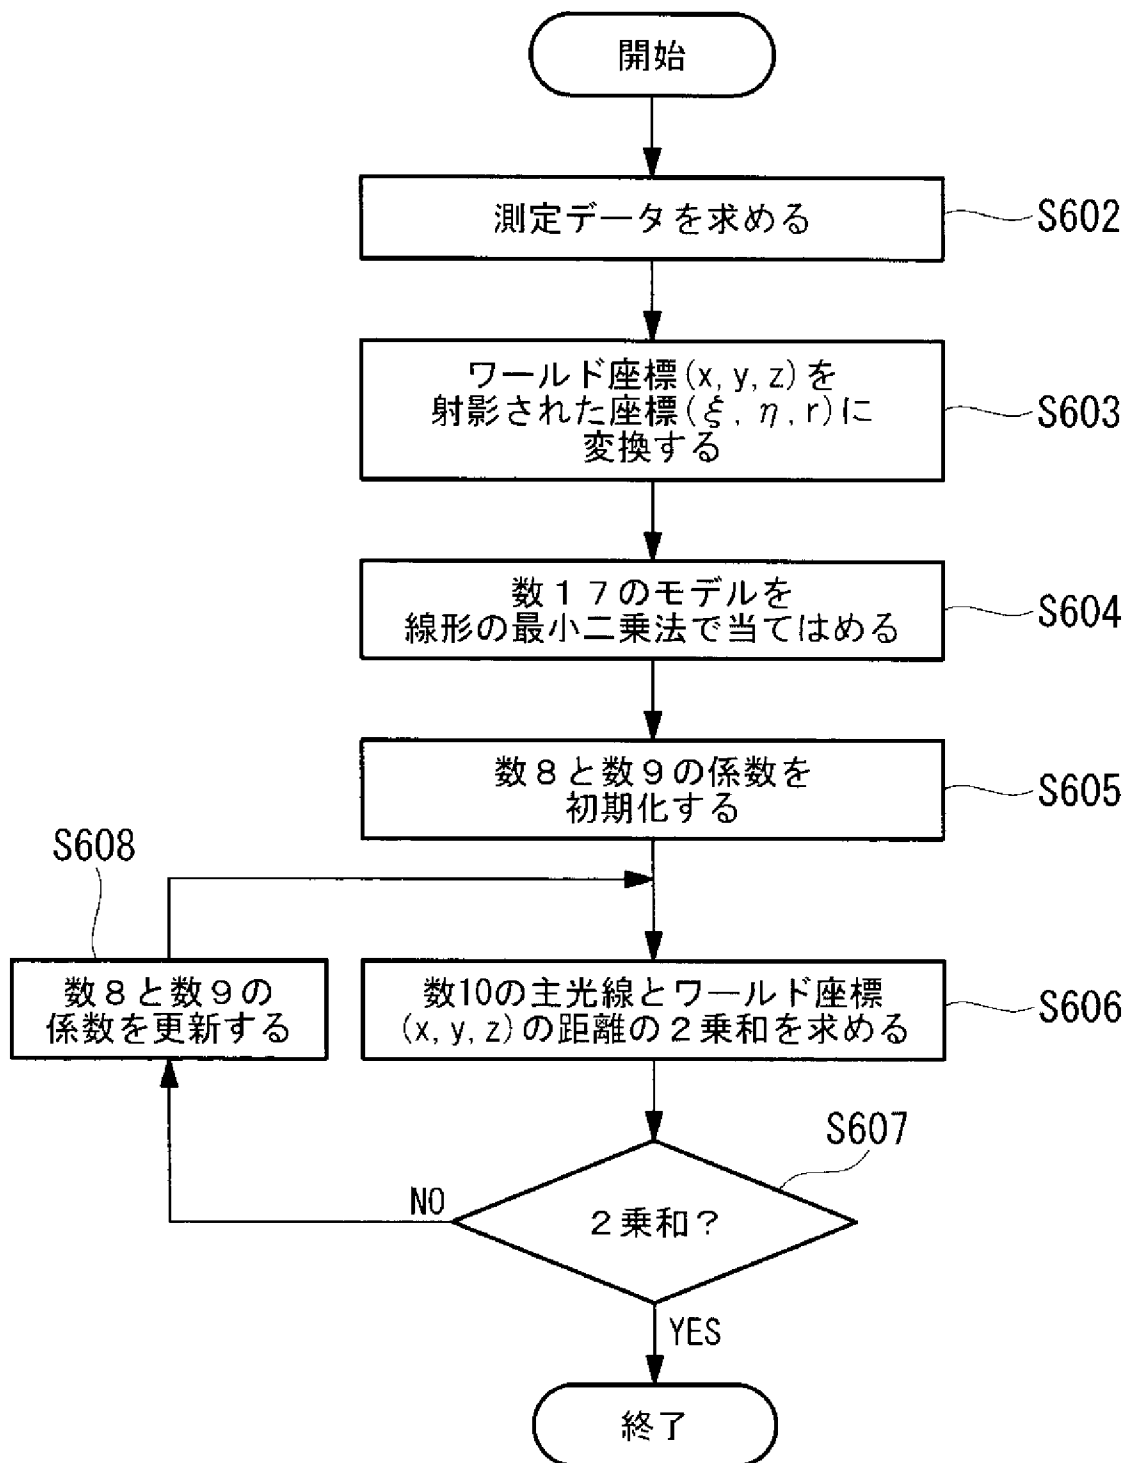 開始
測定データを求める
S602
ワールド座標(x, y, z)を
射影された座標(ξ, η, r)に
変換する
S603
数17のモデルを
線形の最小二乗法で当てはめる
S604
数8と数9の係数を
初期化する
S605
S608
数8と数9の
係数を更新する
数10の主光線とワールド座標
(x, y, z)の距離の2乗和を求める
S606
S607
2乗和?
NO
YES
終了